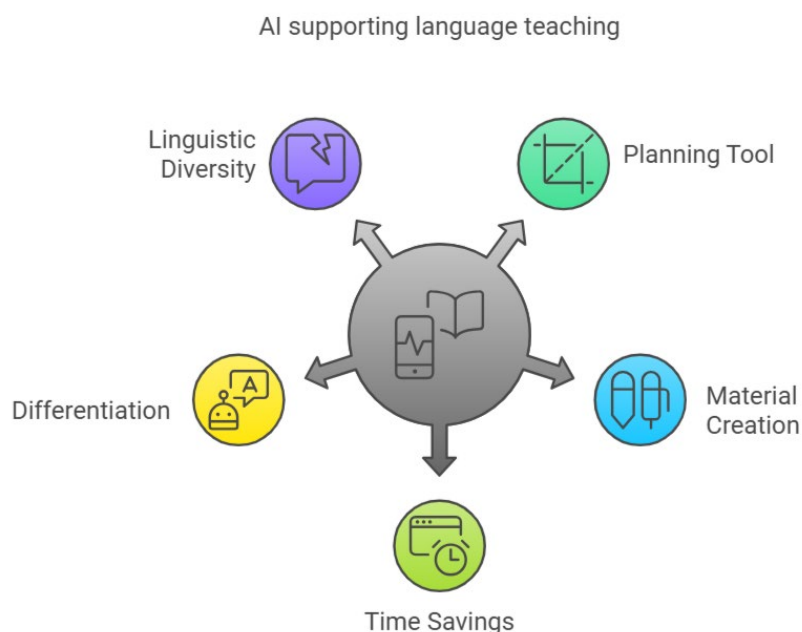 AI supporting language teaching
Linguistic
Diversity
Planning Tool
A
Differentiation
Material
Creation
Time Savings